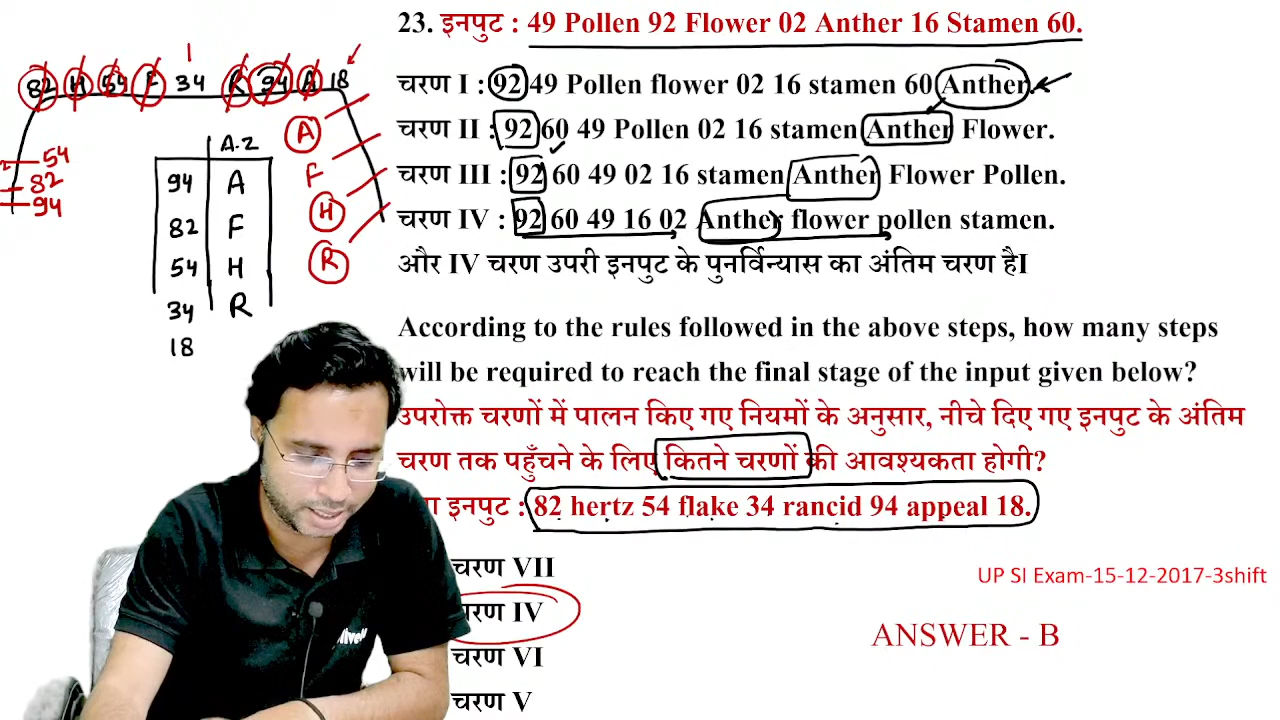 23. इनपुट : 49 Pollen 92 Flower 02 Anther 16 Stamen 60.
चरण I : 92 49 Pollen flower 02 16 stamen 60 Anther.
चरण II : 92 60 49 Pollen 02 16 stamen Anther Flower.
चरण III : 92 60 49 02 16 stamen Anther Flower Pollen.
चरण IV : 92 60 49 16 02 Anther flower pollen stamen.
और IV चरण उपरी इनपुट के पुनर्विन्यास का अंतिम चरण हैI
According to the rules followed in the above steps, how many steps
will be required to reach the final stage of the input given below?
उपरोक्त चरणों में पालन किए गए नियमों के अनुसार, नीचे दिए गए इनपुट के अंतिम
चरण तक पहुँचने के लिए कितने चरणों की आवश्यकता होगी?
इनपुट : 82 hertz 54 flake 34 rancid 94 appeal 18.
चरण VII
चरण IV
चरण VI
चरण V
UP SI Exam-15-12-2017-3shift
ANSWER - B
82 H 54 F 34 R 94 A 18
54
82
94
A-Z
94 A
82 F
54 H
34 R
18
A
F
H
R